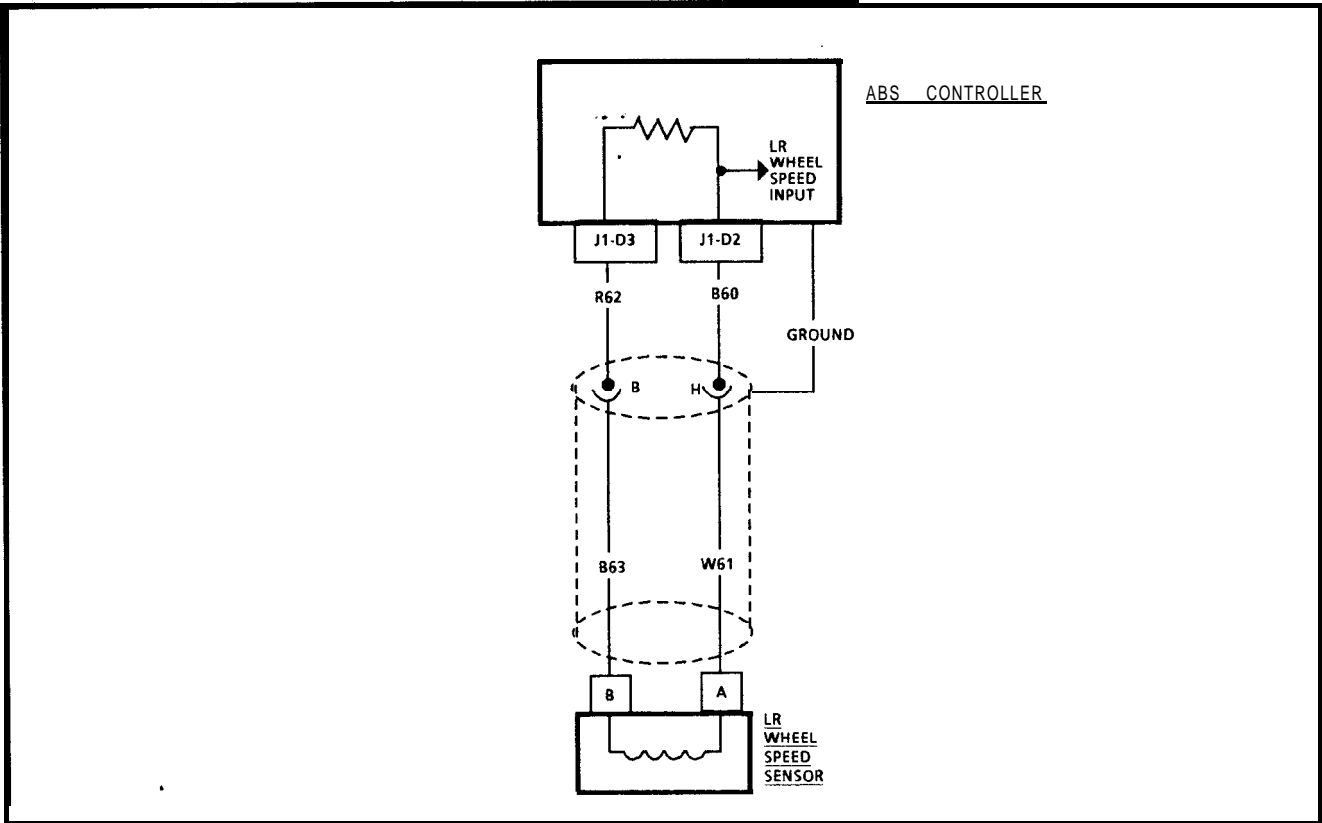 ABS CONTROLLER
LR
WHEEL
SPEED
INPUT
J1-D3
J1-D2
R62
B60
GROUND
B
H
B63
W61
B
A
LR
WHEEL
SPEED
SENSOR